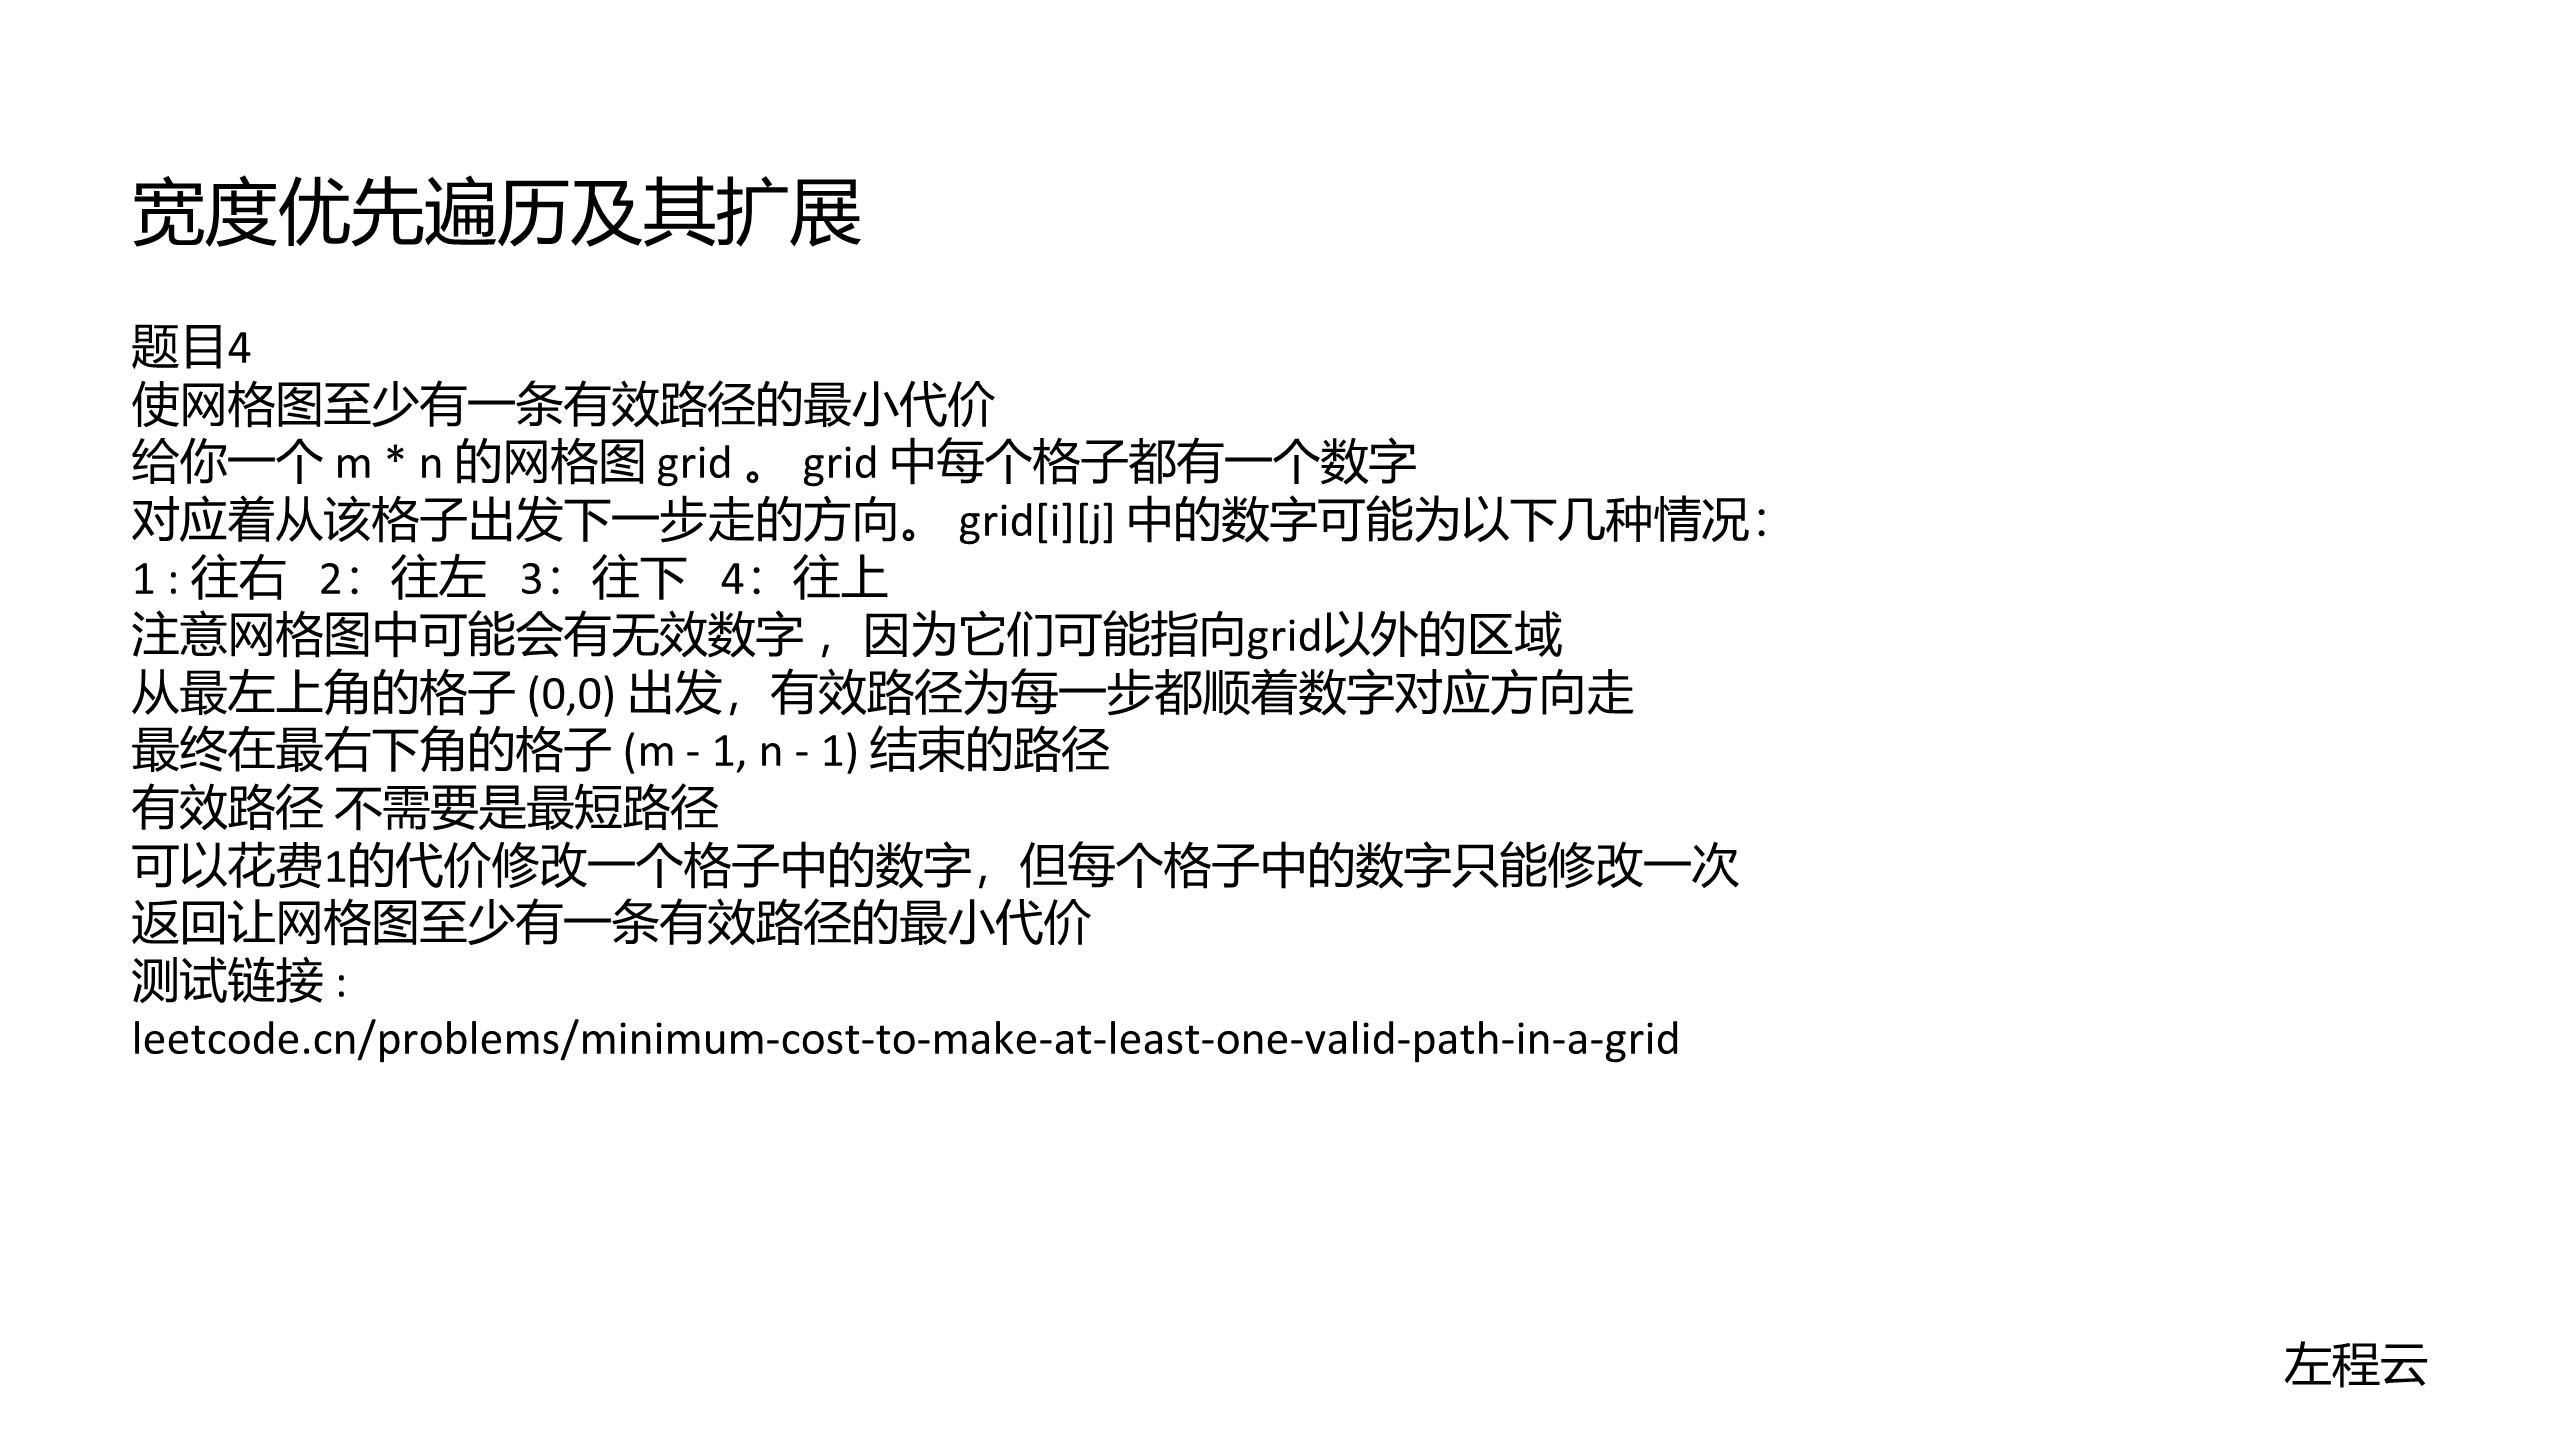 宽度优先遍历及其扩展
题目4
使网格图至少有一条有效路径的最小代价
给你一个 m * n 的网格图 grid 。 grid 中每个格子都有一个数字
对应着从该格子出发下一步走的方向。 grid[i][j] 中的数字可能为以下几种情况：
1 : 往右 2：往左 3：往下 4：往上
注意网格图中可能会有无效数字 ，因为它们可能指向grid以外的区域
从最左上角的格子 (0,0) 出发，有效路径为每一步都顺着数字对应方向走
最终在最右下角的格子 (m - 1, n - 1) 结束的路径
有效路径 不需要是最短路径
可以花费1的代价修改一个格子中的数字，但每个格子中的数字只能修改一次
返回让网格图至少有一条有效路径的最小代价
测试链接 :
leetcode.cn/problems/minimum-cost-to-make-at-least-one-valid-path-in-a-grid
左程云